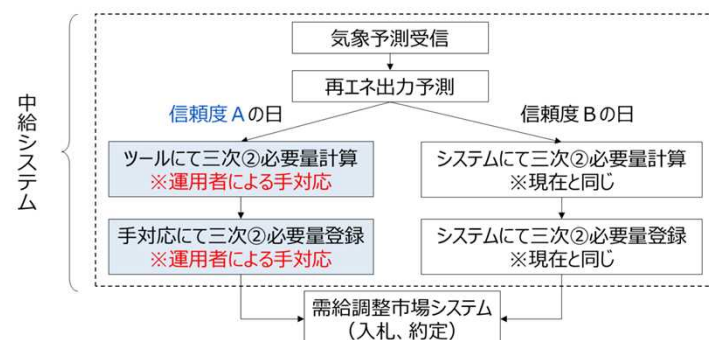 気象予測受信
再エネ出力予測
信頼度Aの日
信頼度Bの日
中給システム
ツールにて三次②必要量計算
※運用者による手対応
システムにて三次②必要量計算
※現在と同じ
手対応にて三次②必要量登録
※運用者による手対応
システムにて三次②必要量登録
※現在と同じ
需給調整市場システム
（入札、約定）